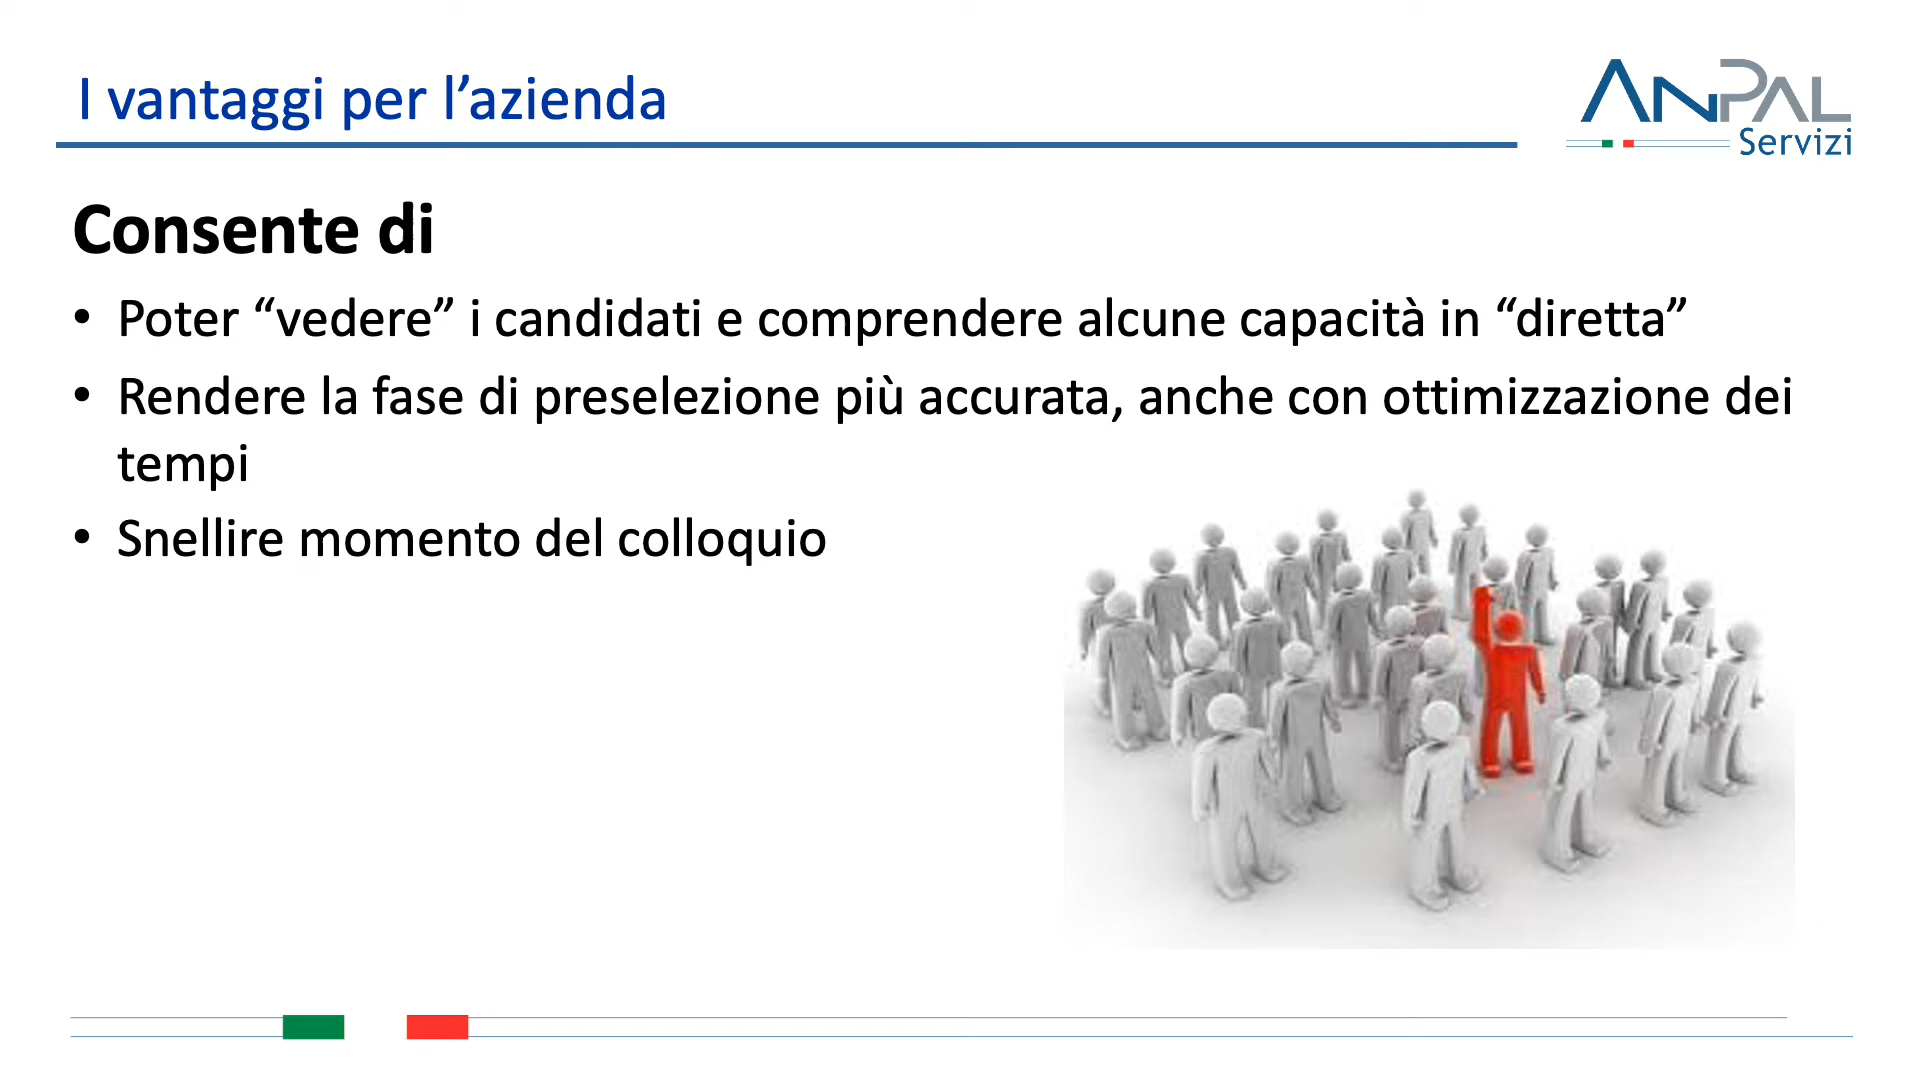 I vantaggi per l’azienda
ANPAL
Servizi
Consente di
• Poter “vedere” i candidati e comprendere alcune capacità in “diretta”
• Rendere la fase di preselezione più accurata, anche con ottimizzazione dei
tempi
• Snellire momento del colloquio